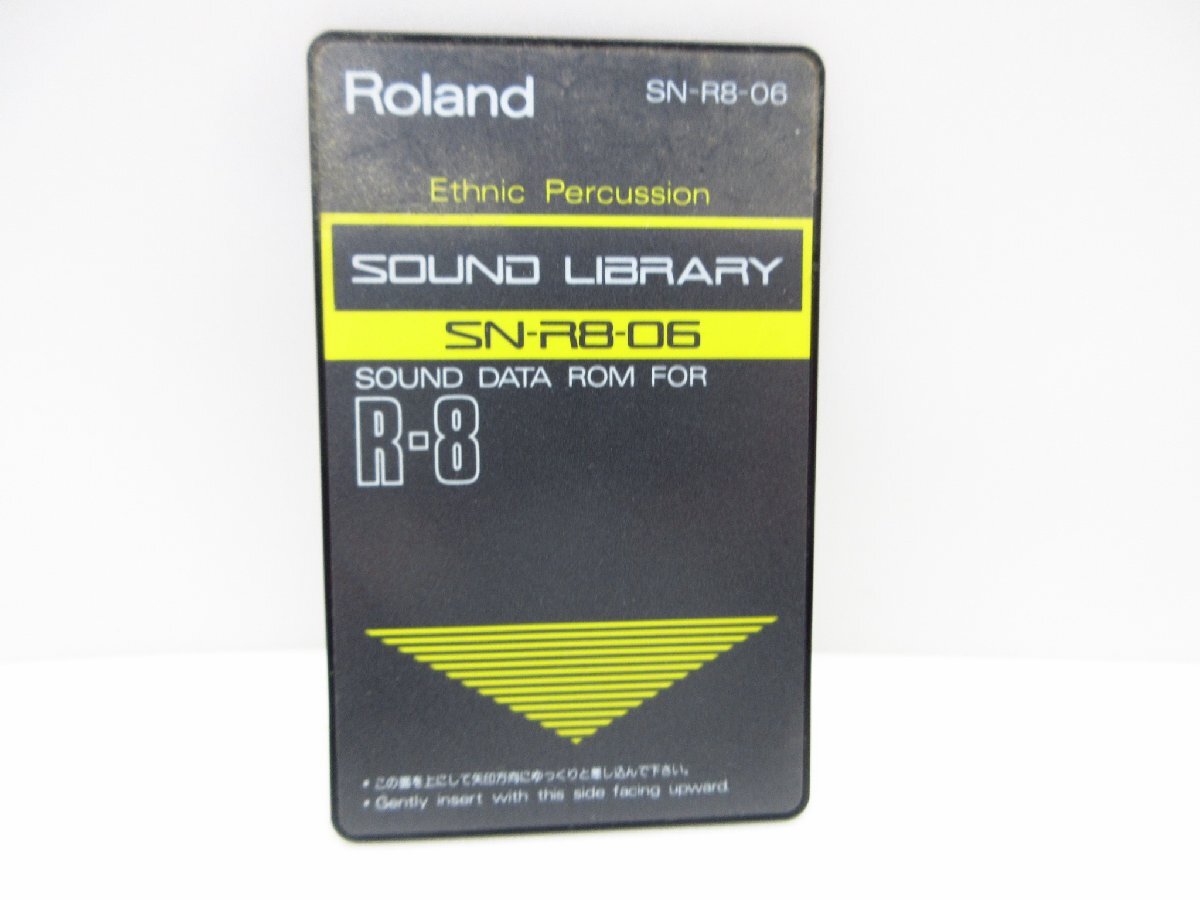 Roland
SN-R8-06
Ethnic Percussion
SOUND LIBRARY
SN-R8-06
SOUND DATA ROM FOR
R-8
* この面を上にして矢印方向にゆっくりと差し込んで下さい。
* Gently insert with this side facing upward.